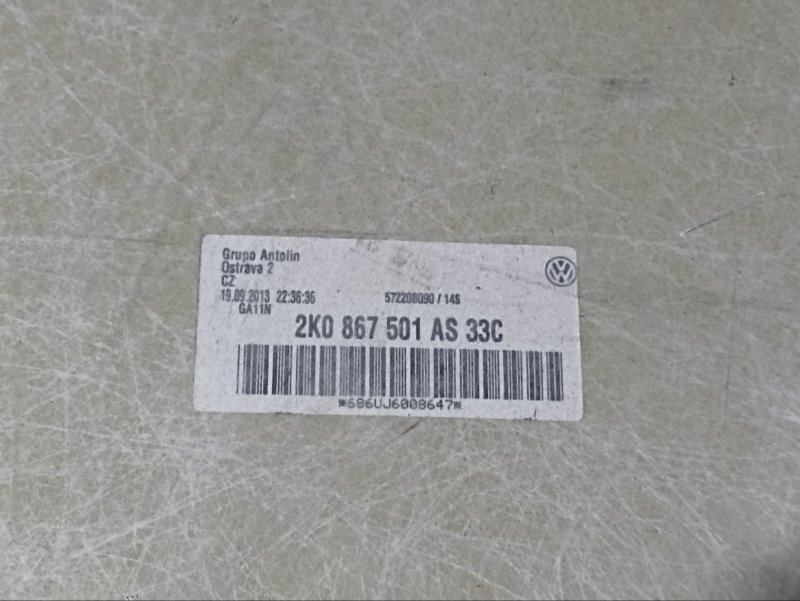 Grupo Antolin
Ostrava 2
CZ
19.09.2013 22:36:36 572208090 / 14S
GA11N
2K0 867 501 AS 33C
*686UJ6008647*